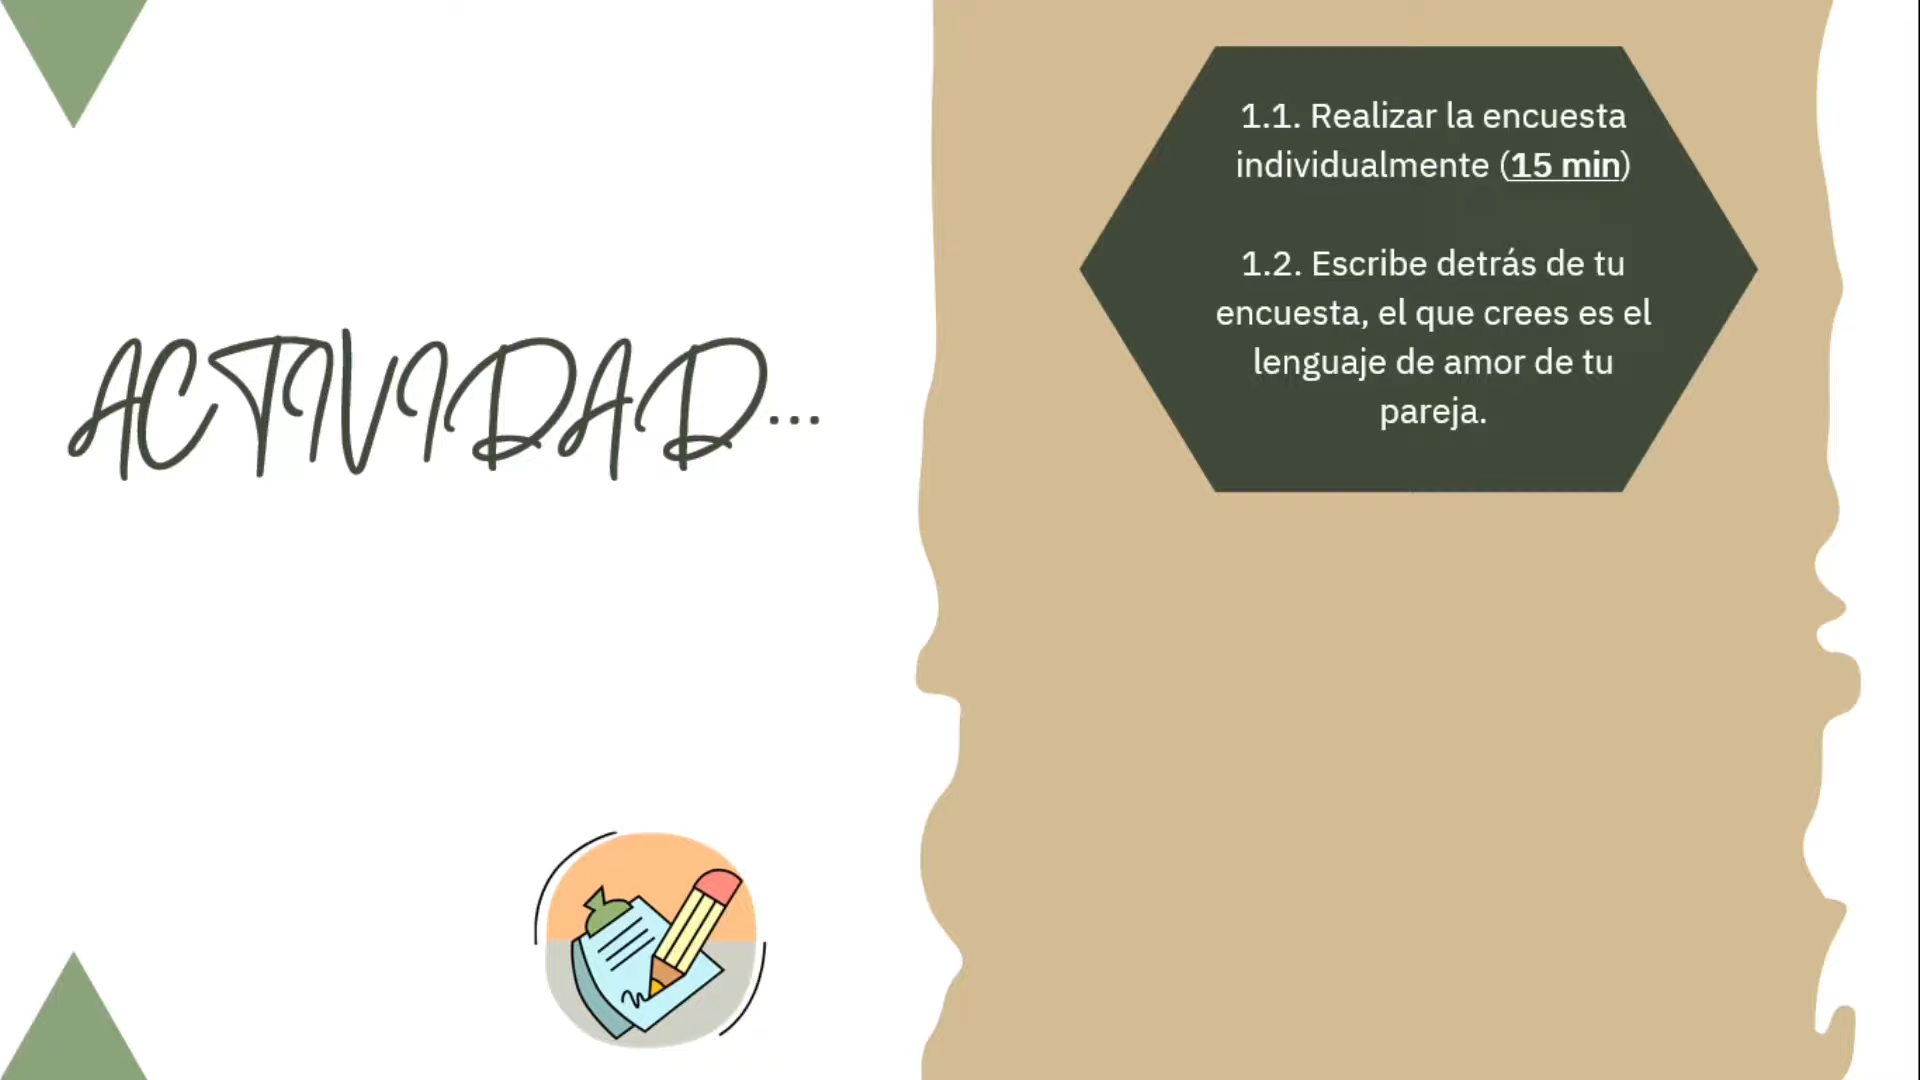 ACTIVIDAD...
1.1. Realizar la encuesta
individualmente (15 min)
1.2. Escribe detrás de tu
encuesta, el que crees es el
lenguaje de amor de tu
pareja.